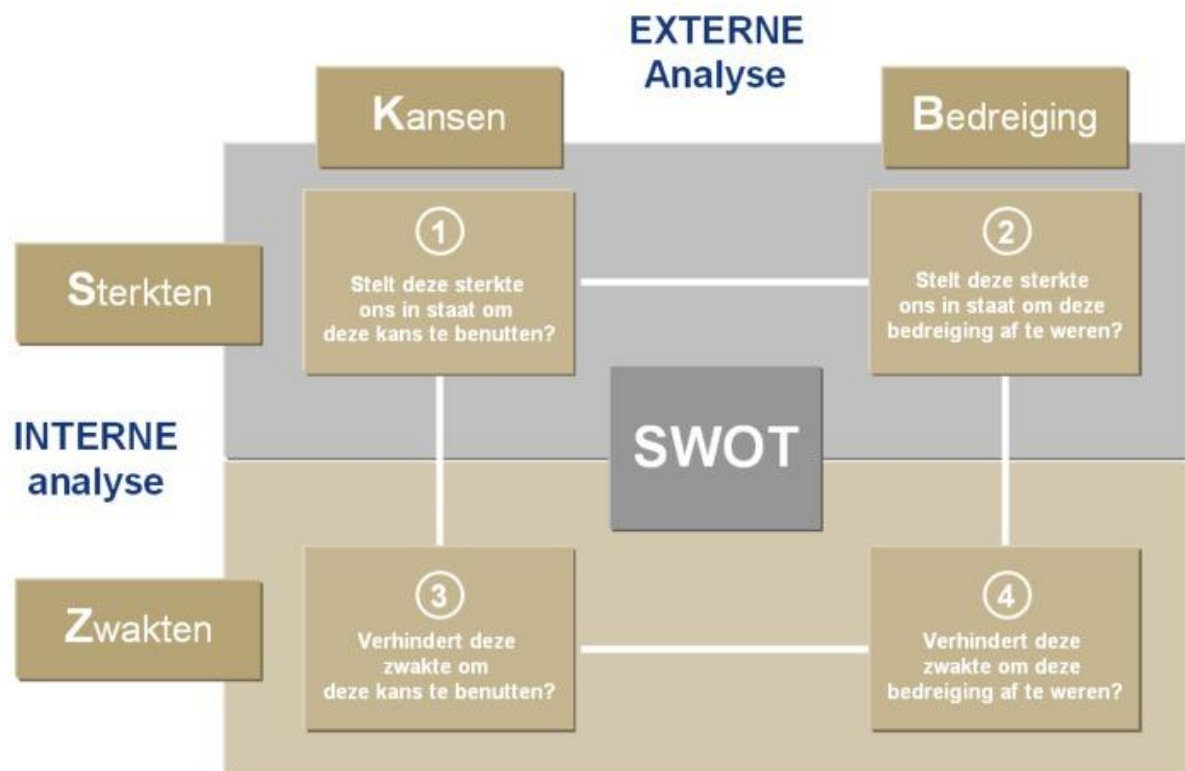 EXTERNE
Analyse
Kansen
Bedreiging
Sterkten
1
Stelt deze sterkte
ons in staat om
deze kans te benutten?
2
Stelt deze sterkte
ons in staat om deze
bedreiging af te weren?
INTERNE
analyse
SWOT
Zwakten
3
Verhindert deze
zwakte om
deze kans te benutten?
4
Verhindert deze
zwakte om deze
bedreiging af te weren?